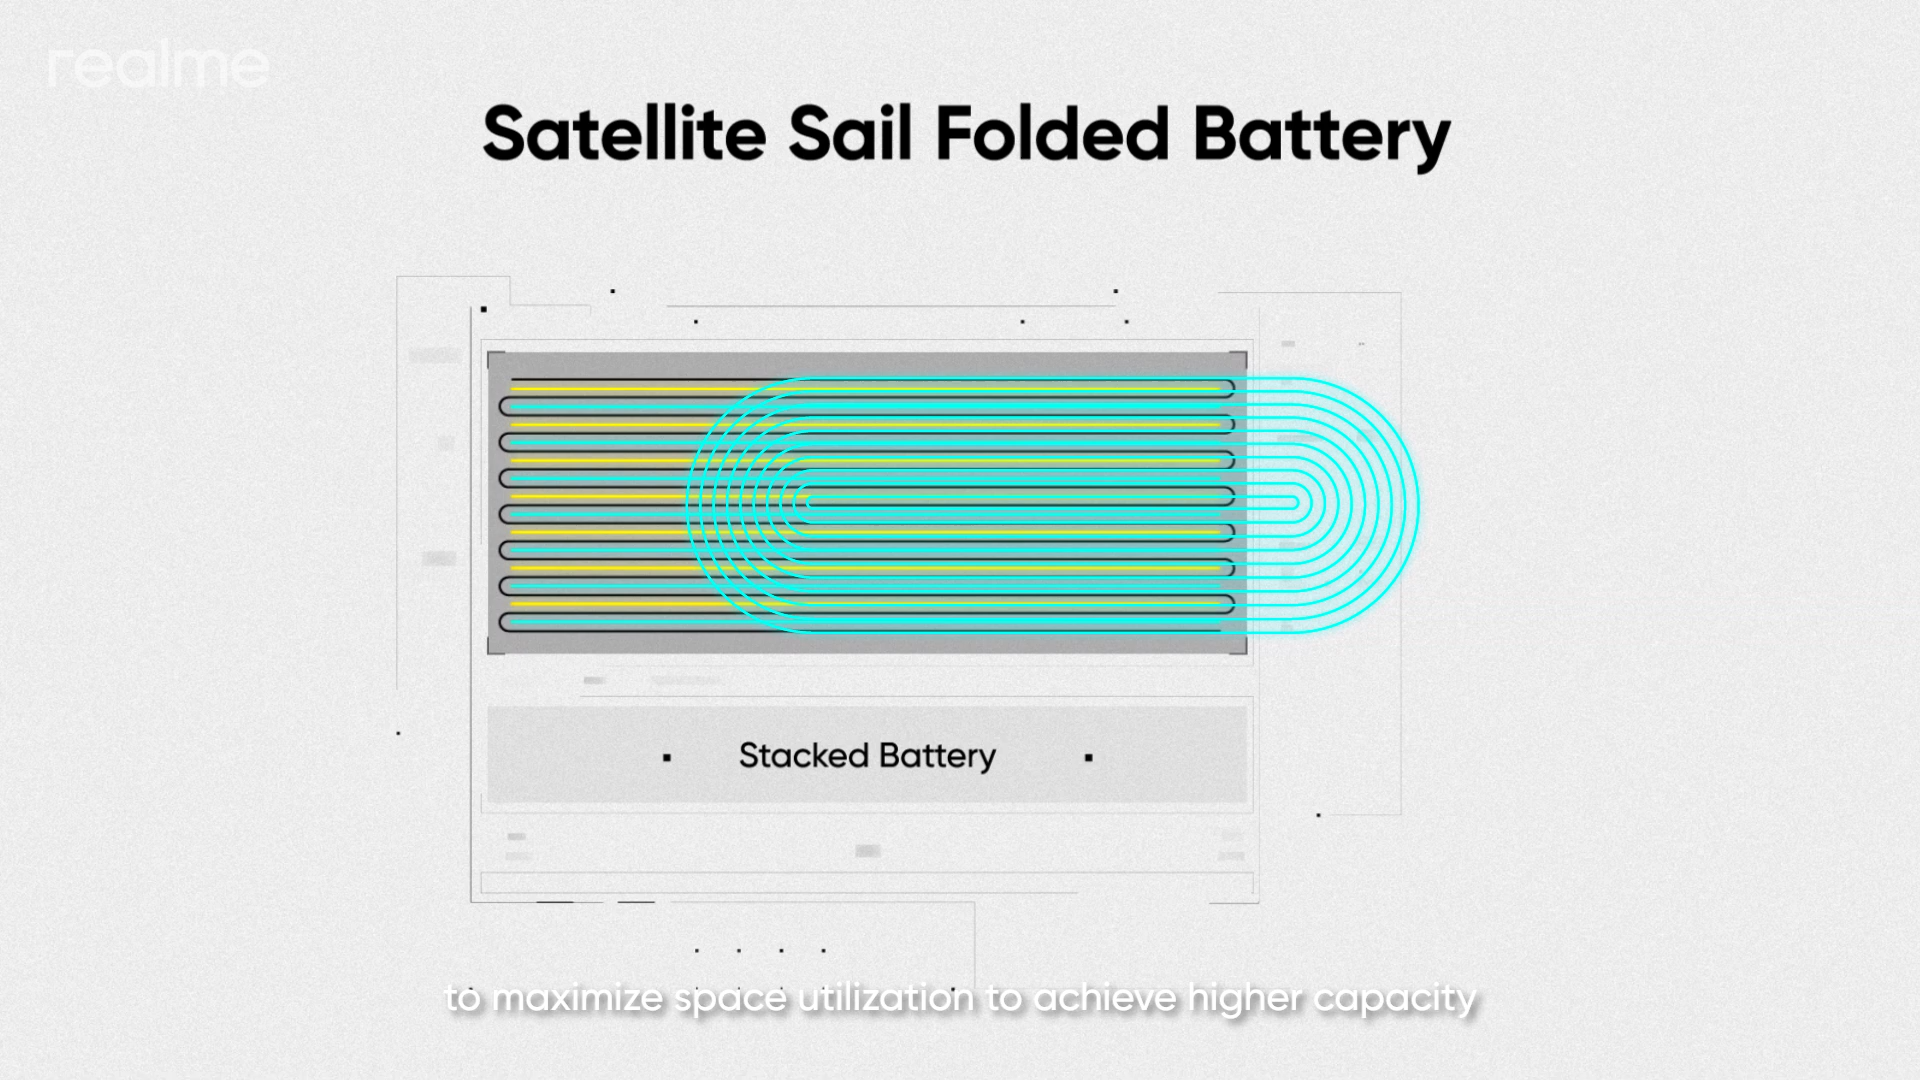 realme
Satellite Sail Folded Battery
Stacked Battery
to maximize space utilization to achieve higher capacity